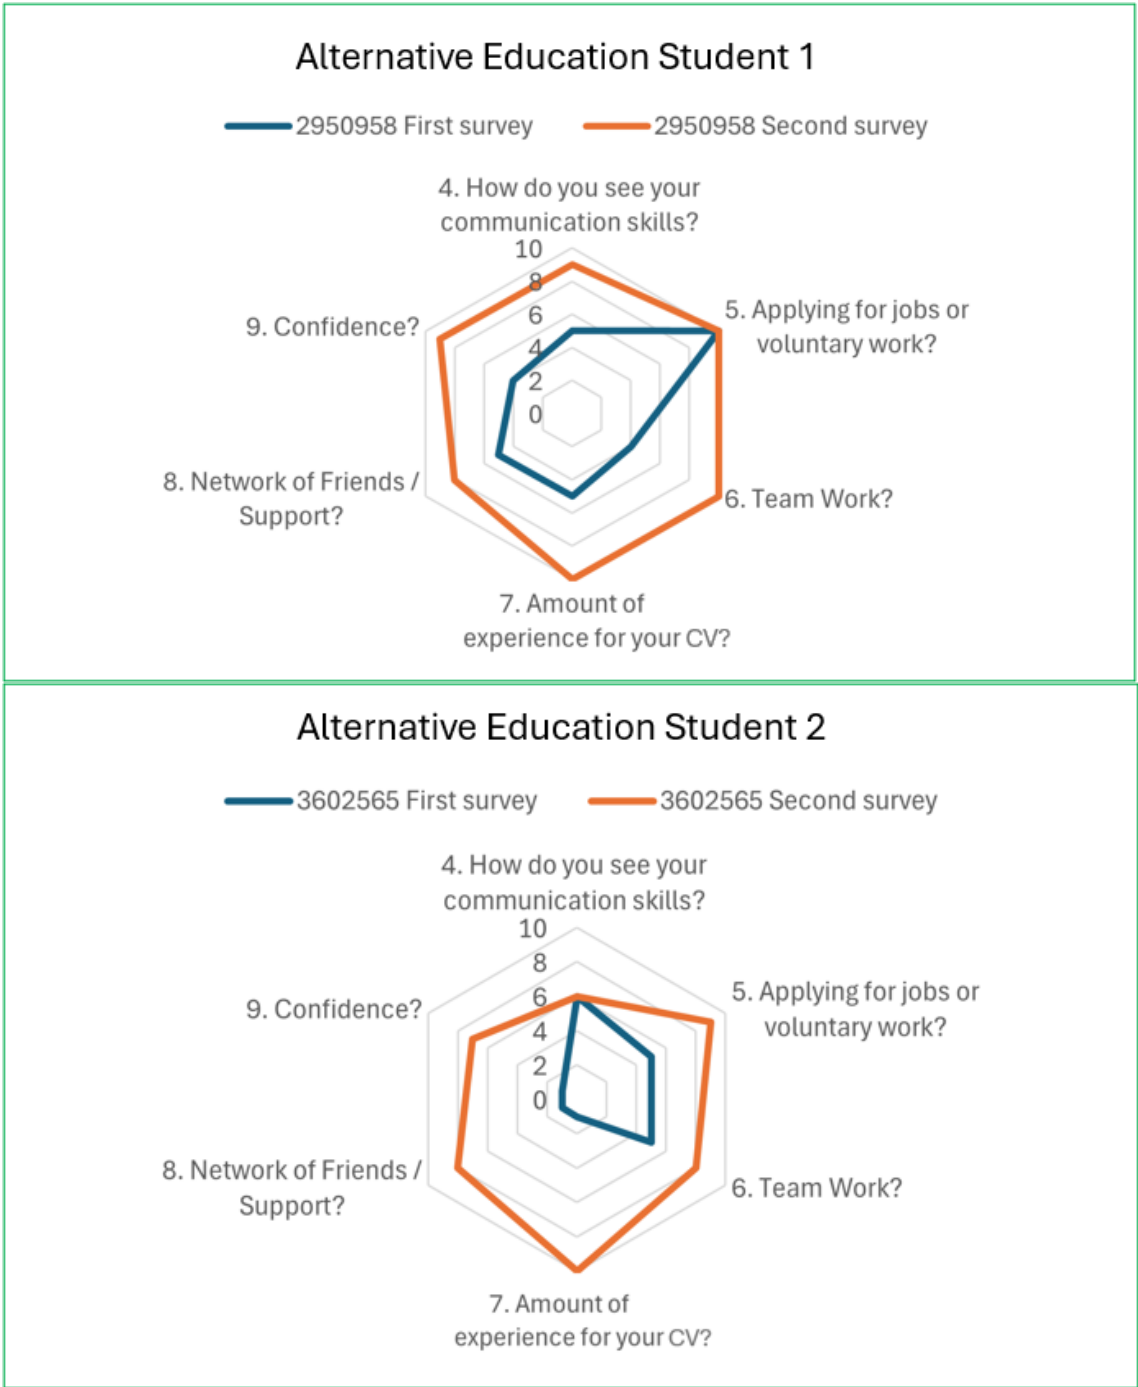 Alternative Education Student 1
2950958 First survey
2950958 Second survey
4. How do you see your
communication skills?
10
8
6
4
2
0
5. Applying for jobs or
voluntary work?
6. Team Work?
7. Amount of
experience for your CV?
8. Network of Friends /
Support?
9. Confidence?
Alternative Education Student 2
3602565 First survey
3602565 Second survey
4. How do you see your
communication skills?
10
8
6
4
2
0
5. Applying for jobs or
voluntary work?
6. Team Work?
7. Amount of
experience for your CV?
8. Network of Friends /
Support?
9. Confidence?